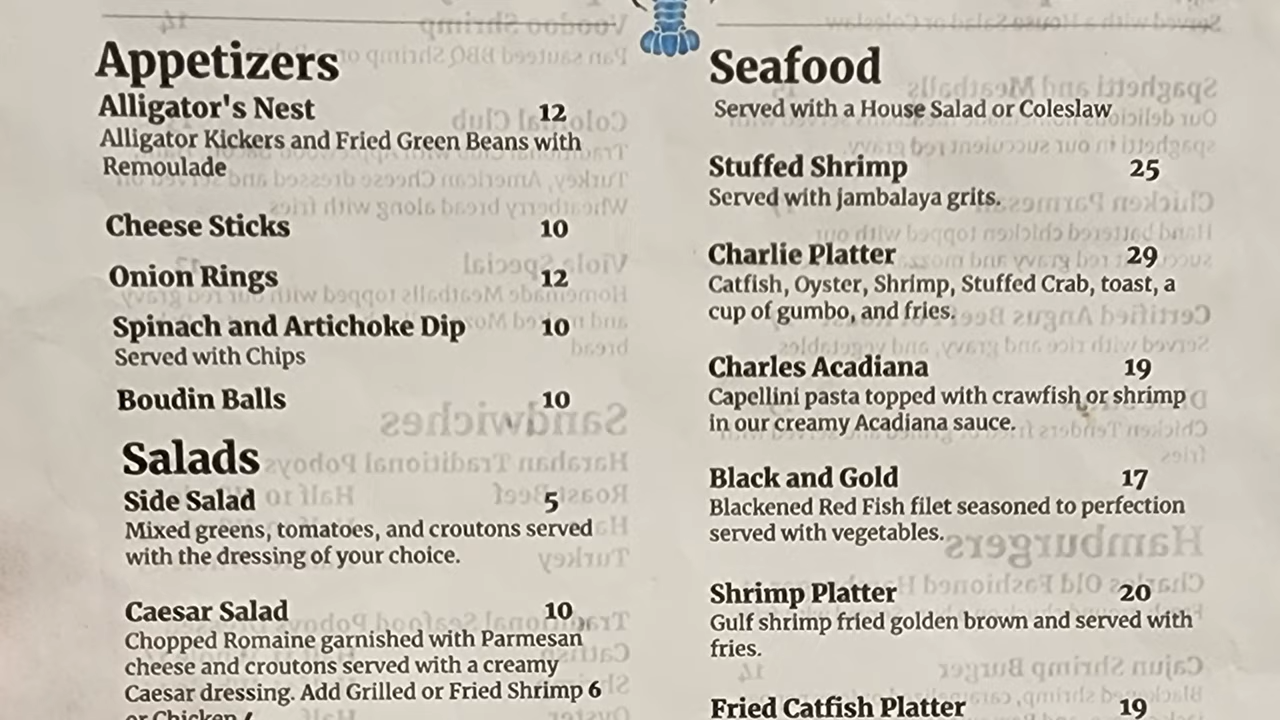 Appetizers
Alligator's Nest 12
Alligator Kickers and Fried Green Beans with
Remoulade
Cheese Sticks 10
Onion Rings 12
Spinach and Artichoke Dip 10
Served with Chips
Boudin Balls 10
Salads
Side Salad 5
Mixed greens, tomatoes, and croutons served
with the dressing of your choice.
Caesar Salad 10
Chopped Romaine garnished with Parmesan
cheese and croutons served with a creamy
Caesar dressing. Add Grilled or Fried Shrimp 6
or Chicken
Seafood
Served with a House Salad or Coleslaw
Stuffed Shrimp 25
Served with jambalaya grits.
Charlie Platter 29
Catfish, Oyster, Shrimp, Stuffed Crab, toast, a
cup of gumbo, and fries.
Charles Acadiana 19
Capellini pasta topped with crawfish or shrimp
in our creamy Acadiana sauce.
Black and Gold 17
Blackened Red Fish filet seasoned to perfection
served with vegetables.
Shrimp Platter 20
Gulf shrimp fried golden brown and served with
fries.
Fried Catfish Platter 19